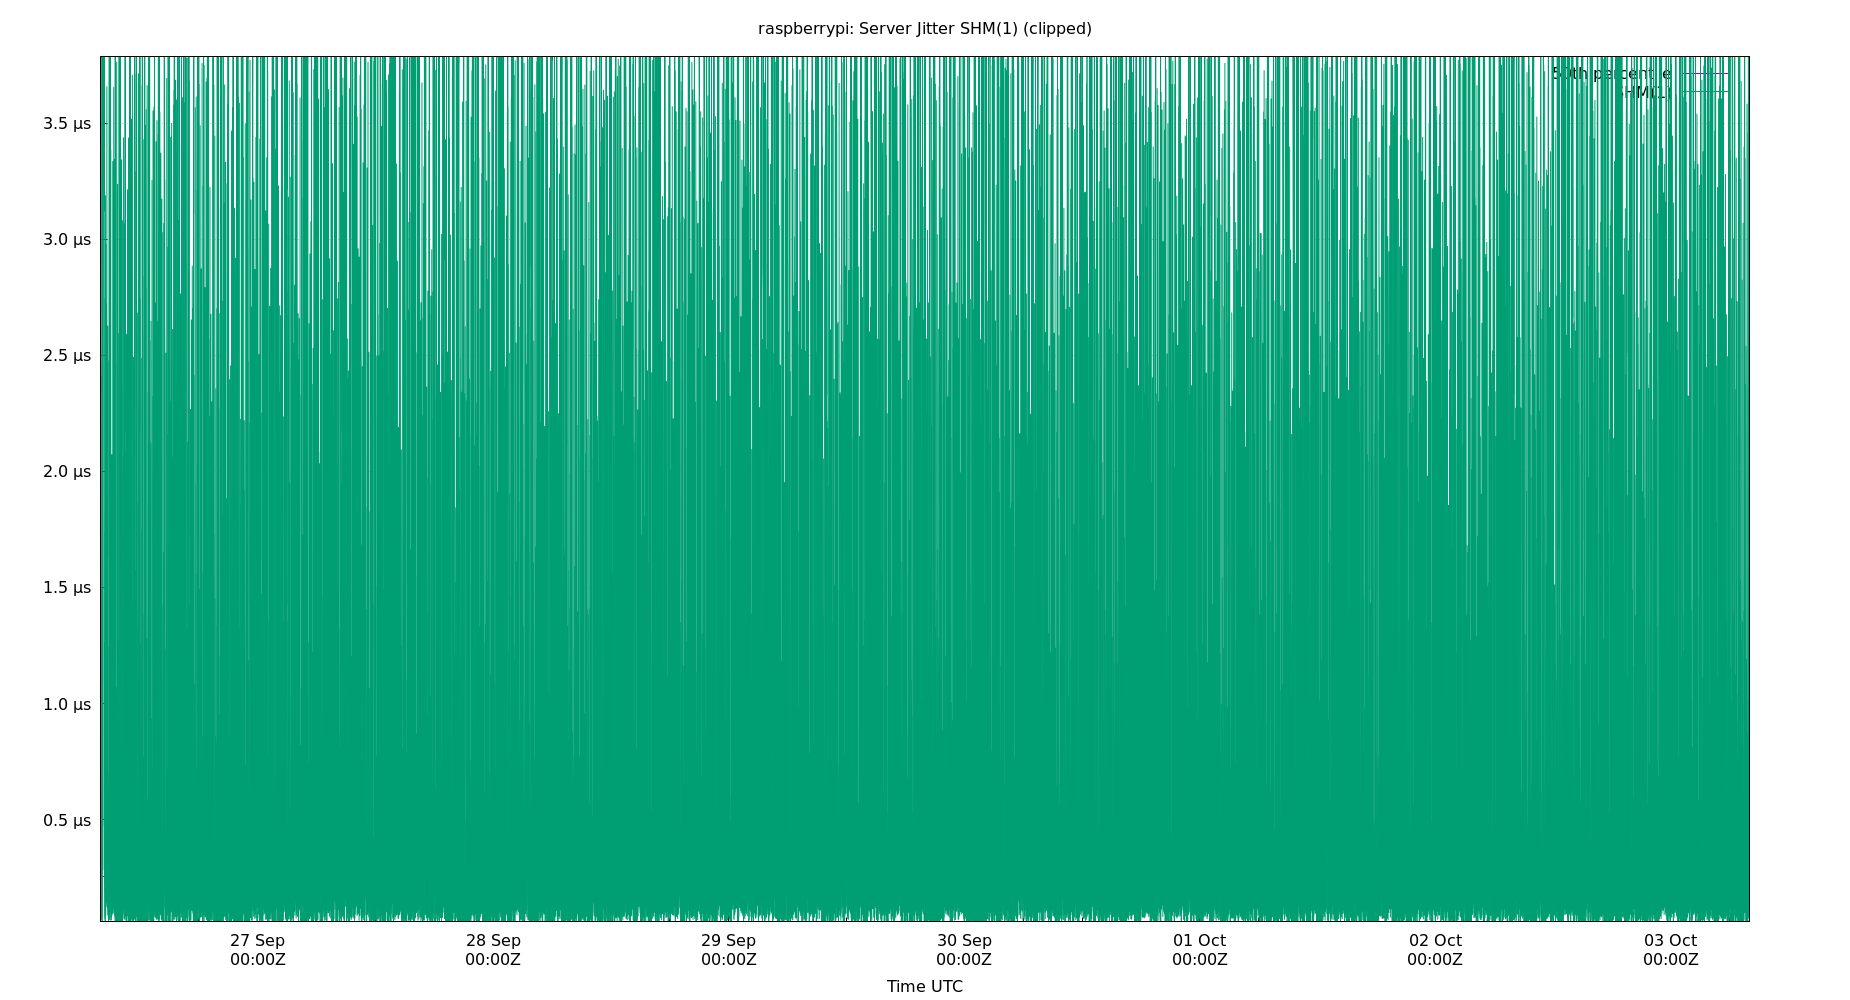 raspberrypi: Server Jitter SHM(1) (clipped)
3.5 µs
3.0 µs
2.5 µs
2.0 µs
1.5 µs
1.0 µs
0.5 µs
27 Sep 28 Sep 29 Sep 30 Sep 01 Oct 02 Oct 03 Oct
00:00Z 00:00Z 00:00Z 00:00Z 00:00Z 00:00Z 00:00Z
Time UTC